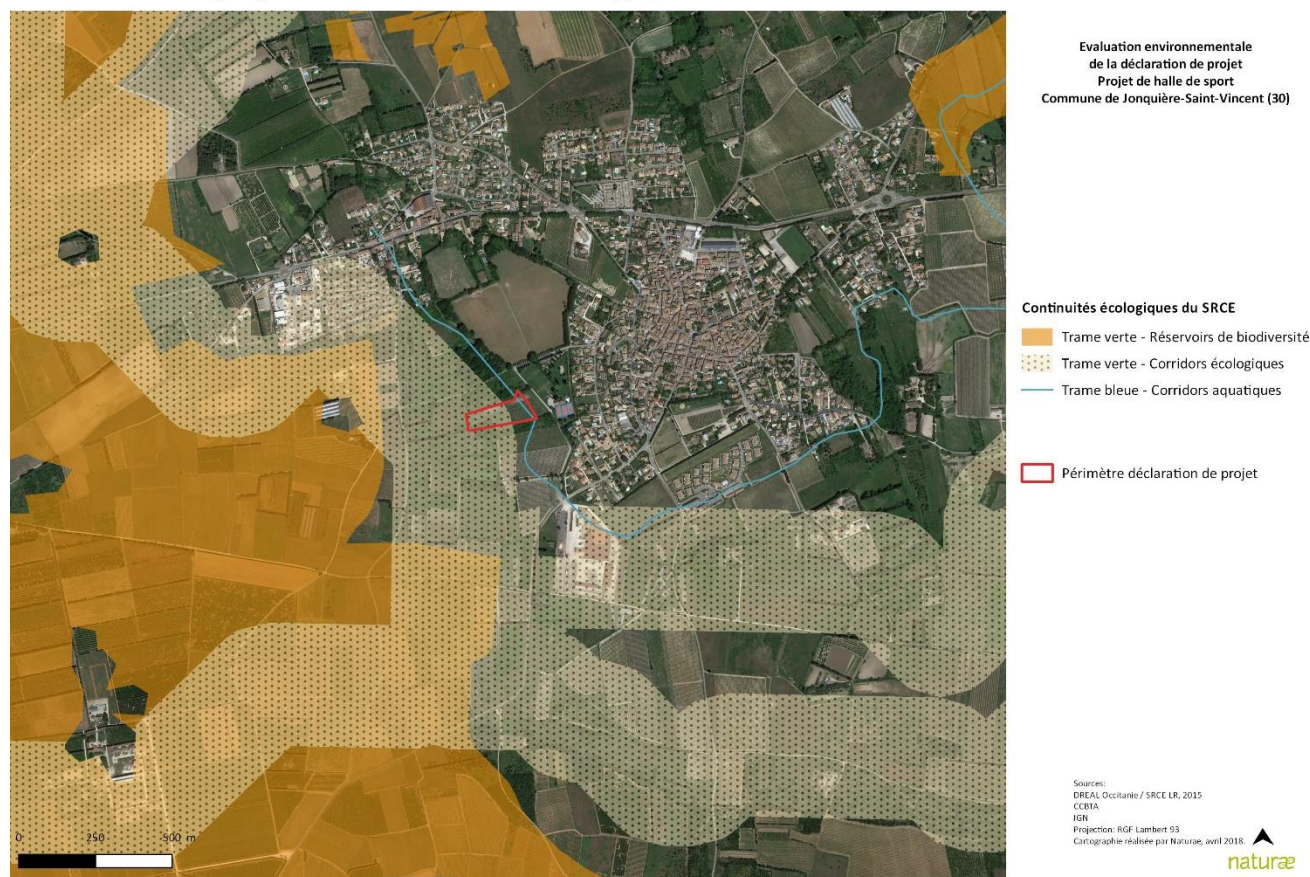 Evaluation environnementale
de la déclaration de projet
Projet de halle de sport
Commune de Jonquière-Saint-Vincent (30)
Continuités écologiques du SRCE
Trame verte - Réservoirs de biodiversité
Trame verte - Corridors écologiques
Trame bleue - Corridors aquatiques
Périmètre déclaration de projet
0 250 500 m
Sources:
DREAL Occitanie / SRCE LR, 2015
CCBTA
IGN
Projection: RGF Lambert 93
Cartographie réalisée par Naturae, avril 2018.
naturæ